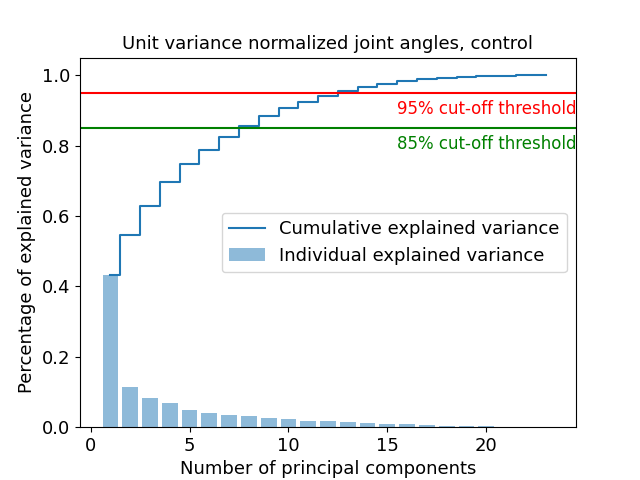 Unit variance normalized joint angles, control
1.0
0.8
0.6
0.4
0.2
0.0
Percentage of explained variance
95% cut-off threshold
85% cut-off threshold
Cumulative explained variance
Individual explained variance
0 5 10 15 20
Number of principal components